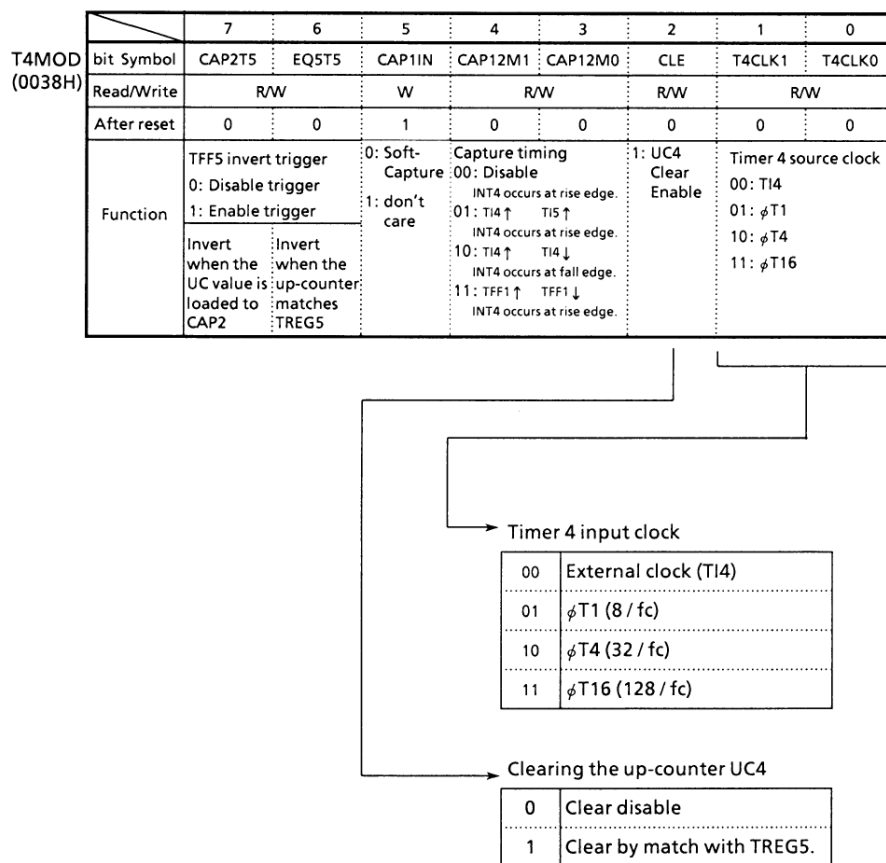 7 6 5 4 3 2 1 0
T4MOD (0038H)
bit Symbol CAP2T5 EQ5T5 CAP1IN CAP12M1 CAP12M0 CLE T4CLK1 T4CLK0
Read/Write R/W W R/W R/W R/W
After reset 0 0 1 0 0 0 0 0
Function
TFF5 invert trigger
0: Disable trigger
1: Enable trigger
Invert
when the
UC value is
loaded to
CAP2
Invert
when the
up-counter
matches
TREG5
0: Soft-
Capture
1: don't
care
Capture timing
00: Disable
INT4 occurs at rise edge.
01: TI4↑ TI5↑
INT4 occurs at rise edge.
10: TI4↑ TI4↓
INT4 occurs at fall edge.
11: TFF1↑ TFF1↓
INT4 occurs at rise edge.
1: UC4
Clear
Enable
Timer 4 source clock
00: TI4
01: φT1
10: φT4
11: φT16
Timer 4 input clock
00 External clock (TI4)
01 φT1 (8 / fc)
10 φT4 (32 / fc)
11 φT16 (128 / fc)
Clearing the up-counter UC4
0 Clear disable
1 Clear by match with TREG5.